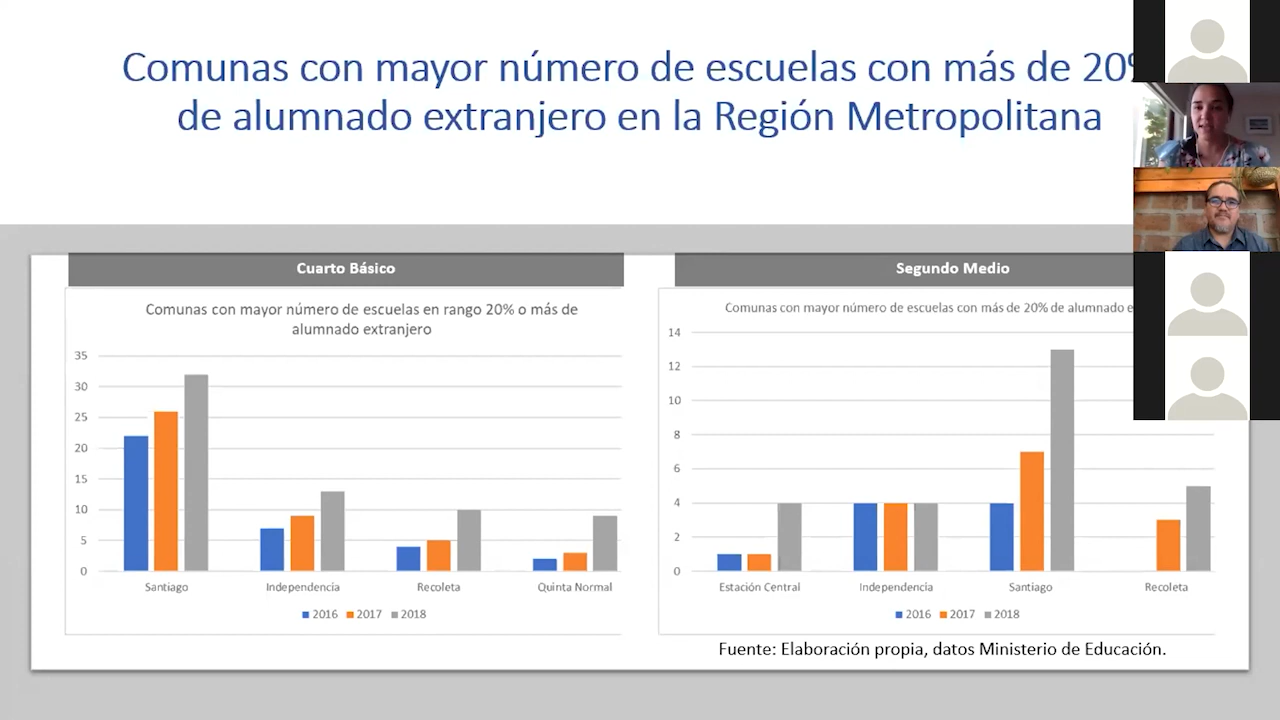 Comunas con mayor número de escuelas con más de 20%
de alumnado extranjero en la Región Metropolitana
Cuarto Básico
Comunas con mayor número de escuelas en rango 20% o más de
alumnado extranjero
35
30
25
20
15
10
5
0
Santiago
Independencia
Recoleta
Quinta Normal
2016
2017
2018
Segundo Medio
Comunas con mayor número de escuelas con más de 20% de alumnado e
14
12
10
8
6
4
2
0
Estación Central
Independencia
Santiago
Recoleta
2016
2017
2018
Fuente: Elaboración propia, datos Ministerio de Educación.